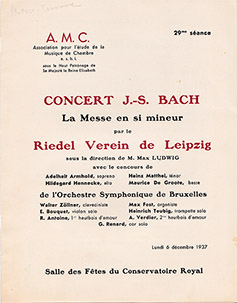 A. M. C.
29me séance
Association pour l'étude de la
Musique de Chambre
a. s. b. l.
sous le Haut Patronage de
Sa Majesté la Reine Elisabeth
CONCERT J.-S. BACH
La Messe en si mineur
par le
Riedel Verein de Leipzig
sous la direction de M. Max LUDWIG
avec le concours de
Adelheit Armhold, soprano Heinz Matthei, ténor
Hildegard Hennecke, alto Maurice De Groote, basse
de l'Orchestre Symphonique de Bruxelles
Walter Zöllner, claveciniste Max Fest, organiste
E. Bouquet, violon solo Heinrich Teubig, trompette solo
R. Antoine, 1er hautbois d'amour A. Verdier, 2me hautbois d'amour
G. Renard, cor solo
Lundi 6 décembre 1937
Salle des Fêtes du Conservatoire Royal